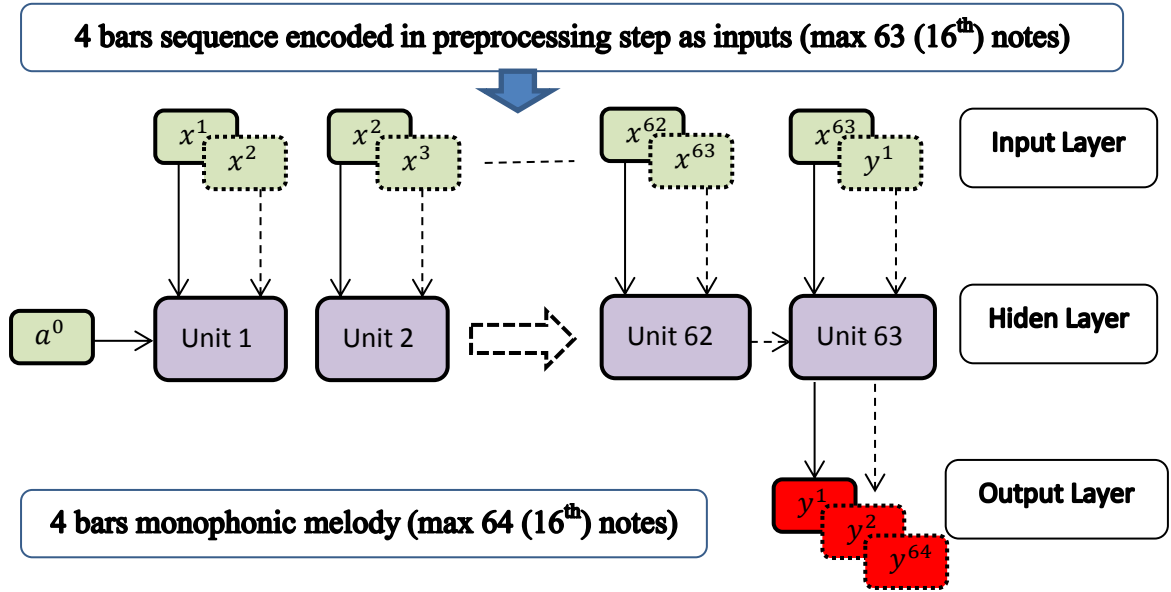 4 bars sequence encoded in preprocessing step as inputs (max 63 (16th) notes)
x1 x2 x2 x3 x62 x63 x63 y1 Input Layer
a0 Unit 1 Unit 2 Unit 62 Unit 63 Hiden Layer
4 bars monophonic melody (max 64 (16th) notes) y1 y2 y64 Output Layer